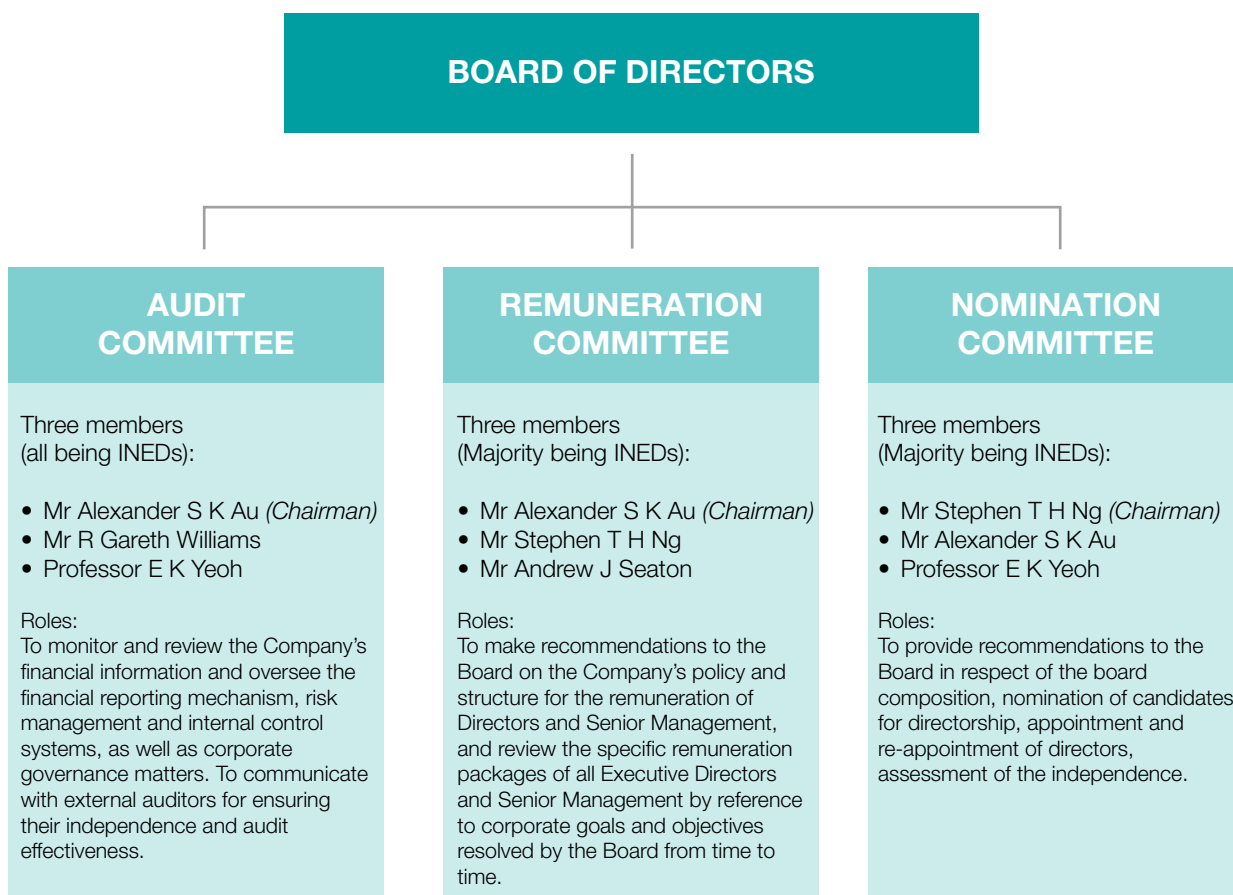 BOARD OF DIRECTORS
AUDIT
COMMITTEE
Three members
(all being INEDs):
• Mr Alexander S K Au (Chairman)
• Mr R Gareth Williams
• Professor E K Yeoh
Roles:
To monitor and review the Company’s
financial information and oversee the
financial reporting mechanism, risk
management and internal control
systems, as well as corporate
governance matters. To communicate
with external auditors for ensuring
their independence and audit
effectiveness.
REMUNERATION
COMMITTEE
Three members
(Majority being INEDs):
• Mr Alexander S K Au (Chairman)
• Mr Stephen T H Ng
• Mr Andrew J Seaton
Roles:
To make recommendations to the
Board on the Company’s policy and
structure for the remuneration of
Directors and Senior Management,
and review the specific remuneration
packages of all Executive Directors
and Senior Management by reference
to corporate goals and objectives
resolved by the Board from time to
time.
NOMINATION
COMMITTEE
Three members
(Majority being INEDs):
• Mr Stephen T H Ng (Chairman)
• Mr Alexander S K Au
• Professor E K Yeoh
Roles:
To provide recommendations to the
Board in respect of the board
composition, nomination of candidates
for directorship, appointment and
re-appointment of directors,
assessment of the independence.